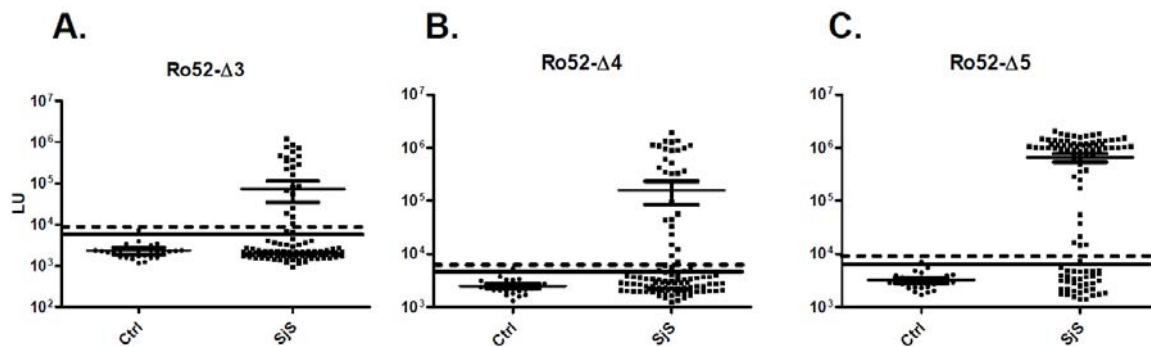 A.
B.
C.
Ro52-Δ3
Ro52-Δ4
Ro52-Δ5
LU
10⁷
10⁶
10⁵
10⁴
10³
10²
Ctrl
SjS
10⁷
10⁶
10⁵
10⁴
10³
Ctrl
SjS
10⁷
10⁶
10⁵
10⁴
10³
Ctrl
SjS